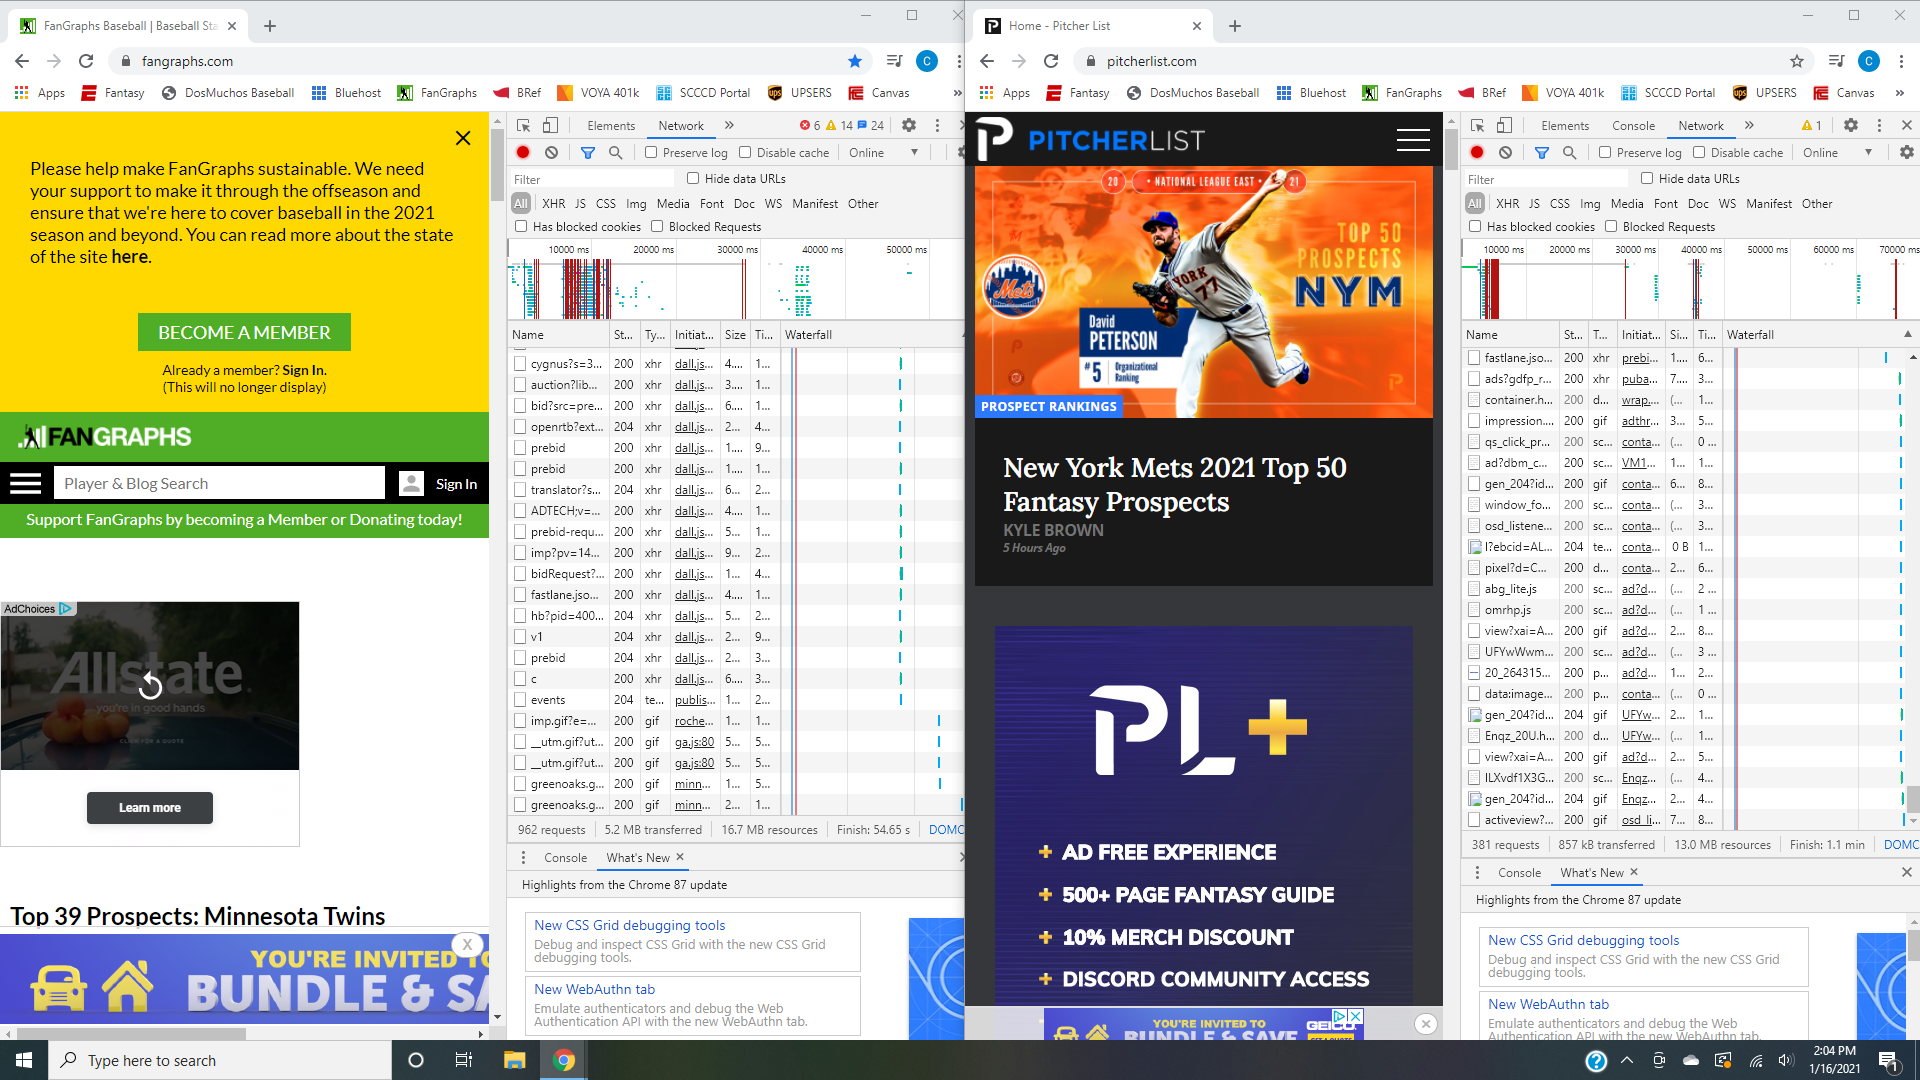 FanGraphs Baseball | Baseball Sta
fangraphs.com
C
Apps
Fantasy
DosMuchos Baseball
Bluehost
FanGraphs
BRef
VOYA 401k
SCCCD Portal
UPSERS
Canvas
»
Please help make FanGraphs sustainable. We need
your support to make it through the offseason and
ensure that we're here to cover baseball in the 2021
season and beyond. You can read more about the state
of the site here.
BECOME A MEMBER
Already a member? Sign In.
(This will no longer display)
FANGRAPHS
Player & Blog Search
Sign In
Support FanGraphs by becoming a Member or Donating today!
AdChoices
Allstate
you're in good hands
CLICK FOR A QUOTE
Learn more
Top 39 Prospects: Minnesota Twins
X
YOU'RE INVITED TO
BUNDLE & SA
Elements
Network
»
6
14
24
Preserve log
Disable cache
Online
Filter
Hide data URLs
All
XHR JS CSS Img Media Font Doc WS Manifest Other
Has blocked cookies
Blocked Requests
10000 ms 20000 ms 30000 ms 40000 ms 50000 ms
Name St... Ty... Initiat... Size Ti... Waterfall
cygnus?s=3... 200 xhr dall.js... 4.... 1...
auction?lib... 200 xhr dall.js... 3.... 1...
bid?src=pre... 200 xhr dall.js... 6.... 1...
openrtb?ext... 204 xhr dall.js... 2... 4...
prebid 200 xhr dall.js... 1.... 9...
prebid 200 xhr dall.js... 1.... 1...
translator?s... 204 xhr dall.js... 6... 2...
ADTECH;v=... 200 xhr dall.js... 4.... 1...
prebid-requ... 200 xhr dall.js... 5... 1...
imp?pv=14... 200 xhr dall.js... 9... 2...
bidRequest?... 200 xhr dall.js... 1... 4...
fastlane.jso... 200 xhr dall.js... 4.... 1...
hb?pid=400... 204 xhr dall.js... 5... 2...
v1 204 xhr dall.js... 2... 9...
prebid 204 xhr dall.js... 2... 3...
c 200 xhr dall.js... 6.... 3...
events 204 te... publis... 1... 2...
imp.gif?e=... 200 gif roche... 1... 1...
__utm.gif?ut... 200 gif ga.js:80 5... 5...
__utm.gif?ut... 200 gif ga.js:80 5... 5...
greenoaks.g... 200 gif minn... 1... 5...
greenoaks.g... 200 gif minn... 2... 1...
962 requests 5.2 MB transferred 16.7 MB resources Finish: 54.65 s DOMC
Console
What's New
Highlights from the Chrome 87 update
New CSS Grid debugging tools
Debug and inspect CSS Grid with the new CSS Grid
debugging tools.
New WebAuthn tab
Emulate authenticators and debug the Web
Authentication API with the new WebAuthn tab.
Home - Pitcher List
pitcherlist.com
C
Apps
Fantasy
DosMuchos Baseball
Bluehost
FanGraphs
BRef
VOYA 401k
SCCCD Portal
UPSERS
Canvas
»
PITCHERLIST
20 • NATIONAL LEAGUE EAST • 21
TOP 50
PROSPECTS
NYM
Mets
YORK
77
David
PETERSON
#5 Organizational
Ranking
PROSPECT RANKINGS
New York Mets 2021 Top 50
Fantasy Prospects
KYLE BROWN
5 Hours Ago
PL+
+ AD FREE EXPERIENCE
+ 500+ PAGE FANTASY GUIDE
+ 10% MERCH DISCOUNT
+ DISCORD COMMUNITY ACCESS
YOU'RE INVITED TO
BUNDLE & SAVE
GEICO
Elements
Console
Network
»
1
Preserve log
Disable cache
Online
Filter
Hide data URLs
All
XHR JS CSS Img Media Font Doc WS Manifest Other
Has blocked cookies
Blocked Requests
10000 ms 20000 ms 30000 ms 40000 ms 50000 ms 60000 ms 70000 ms
Name St... T... Initiat... Si... Ti... Waterfall
fastlane.jso... 200 xhr prebi... 1.... 6...
ads?gdfp_r... 200 xhr puba... 7.... 3...
container.h... 200 d... wrap.... (... 1...
impression.... 200 gif adthr... 3... 5...
qs_click_pr... 200 sc... conta... (... 0 ...
ad?dbm_c... 200 sc... VM1... 1... 1...
gen_204?id... 200 gif conta... 6... 8...
window_fo... 200 sc... conta... (... 3...
osd_listene... 200 sc... conta... (... 3...
l?ebcid=AL... 204 te... conta... 0 B 1...
pixel?d=C... 200 d... conta... 2... 6...
abg_lite.js 200 sc... ad?d... (... 2 ...
omrhp.js 200 sc... ad?d... (... 1 ...
view?xai=A... 200 gif ad?d... 2... 8...
UFYwWwm... 200 sc... ad?d... (... 3 ...
20_264315... 200 p... ad?d... 1... 2...
data:image... 200 p... conta... (... 0 ...
gen_204?id... 204 gif UFYw... 2... 1...
Enqz_20U.h... 200 d... UFYw... (... 1...
view?xai=A... 200 gif ad?d... 2... 5...
ILXvdf1X3G... 200 sc... Enqz... (... 4...
gen_204?id... 204 gif Enqz... 2... 4...
activeview?... 200 gif osd_li... 7... 8...
381 requests 857 kB transferred 13.0 MB resources Finish: 1.1 min DOMC
Console
What's New
Highlights from the Chrome 87 update
New CSS Grid debugging tools
Debug and inspect CSS Grid with the new CSS Grid
debugging tools.
New WebAuthn tab
Emulate authenticators and debug the Web
Authentication API with the new WebAuthn tab.
Type here to search
2:04 PM
1/16/2021
1